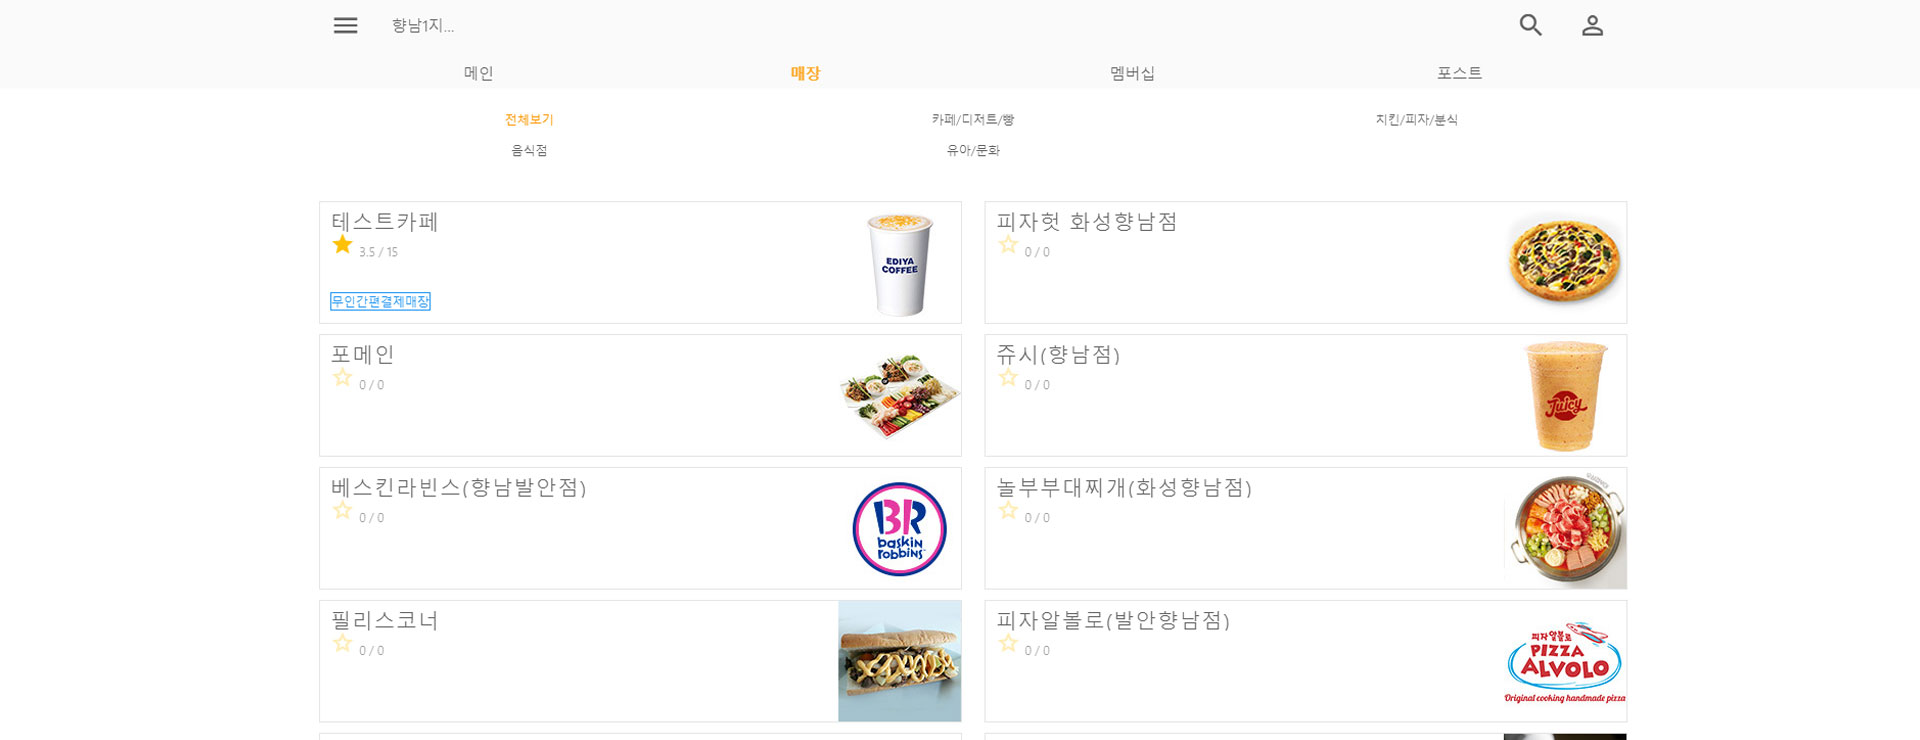 향남1지...
메인 매장 멤버십 포스트
전체보기 카페/디저트/빵 치킨/피자/분식
음식점 유아/문화
테스트카페
3.5 / 15
무인간편결제매장
EDIYA
COFFEE
피자헛 화성향남점
0 / 0
포메인
0 / 0
쥬시(향남점)
0 / 0
Juicy
베스킨라빈스(향남발안점)
0 / 0
BR
baskin
robbins
놀부부대찌개(화성향남점)
0 / 0
필리스코너
0 / 0
피자알볼로(발안향남점)
0 / 0
피자알볼로
PIZZA
ALVOLO
Original cooking handmade pizza